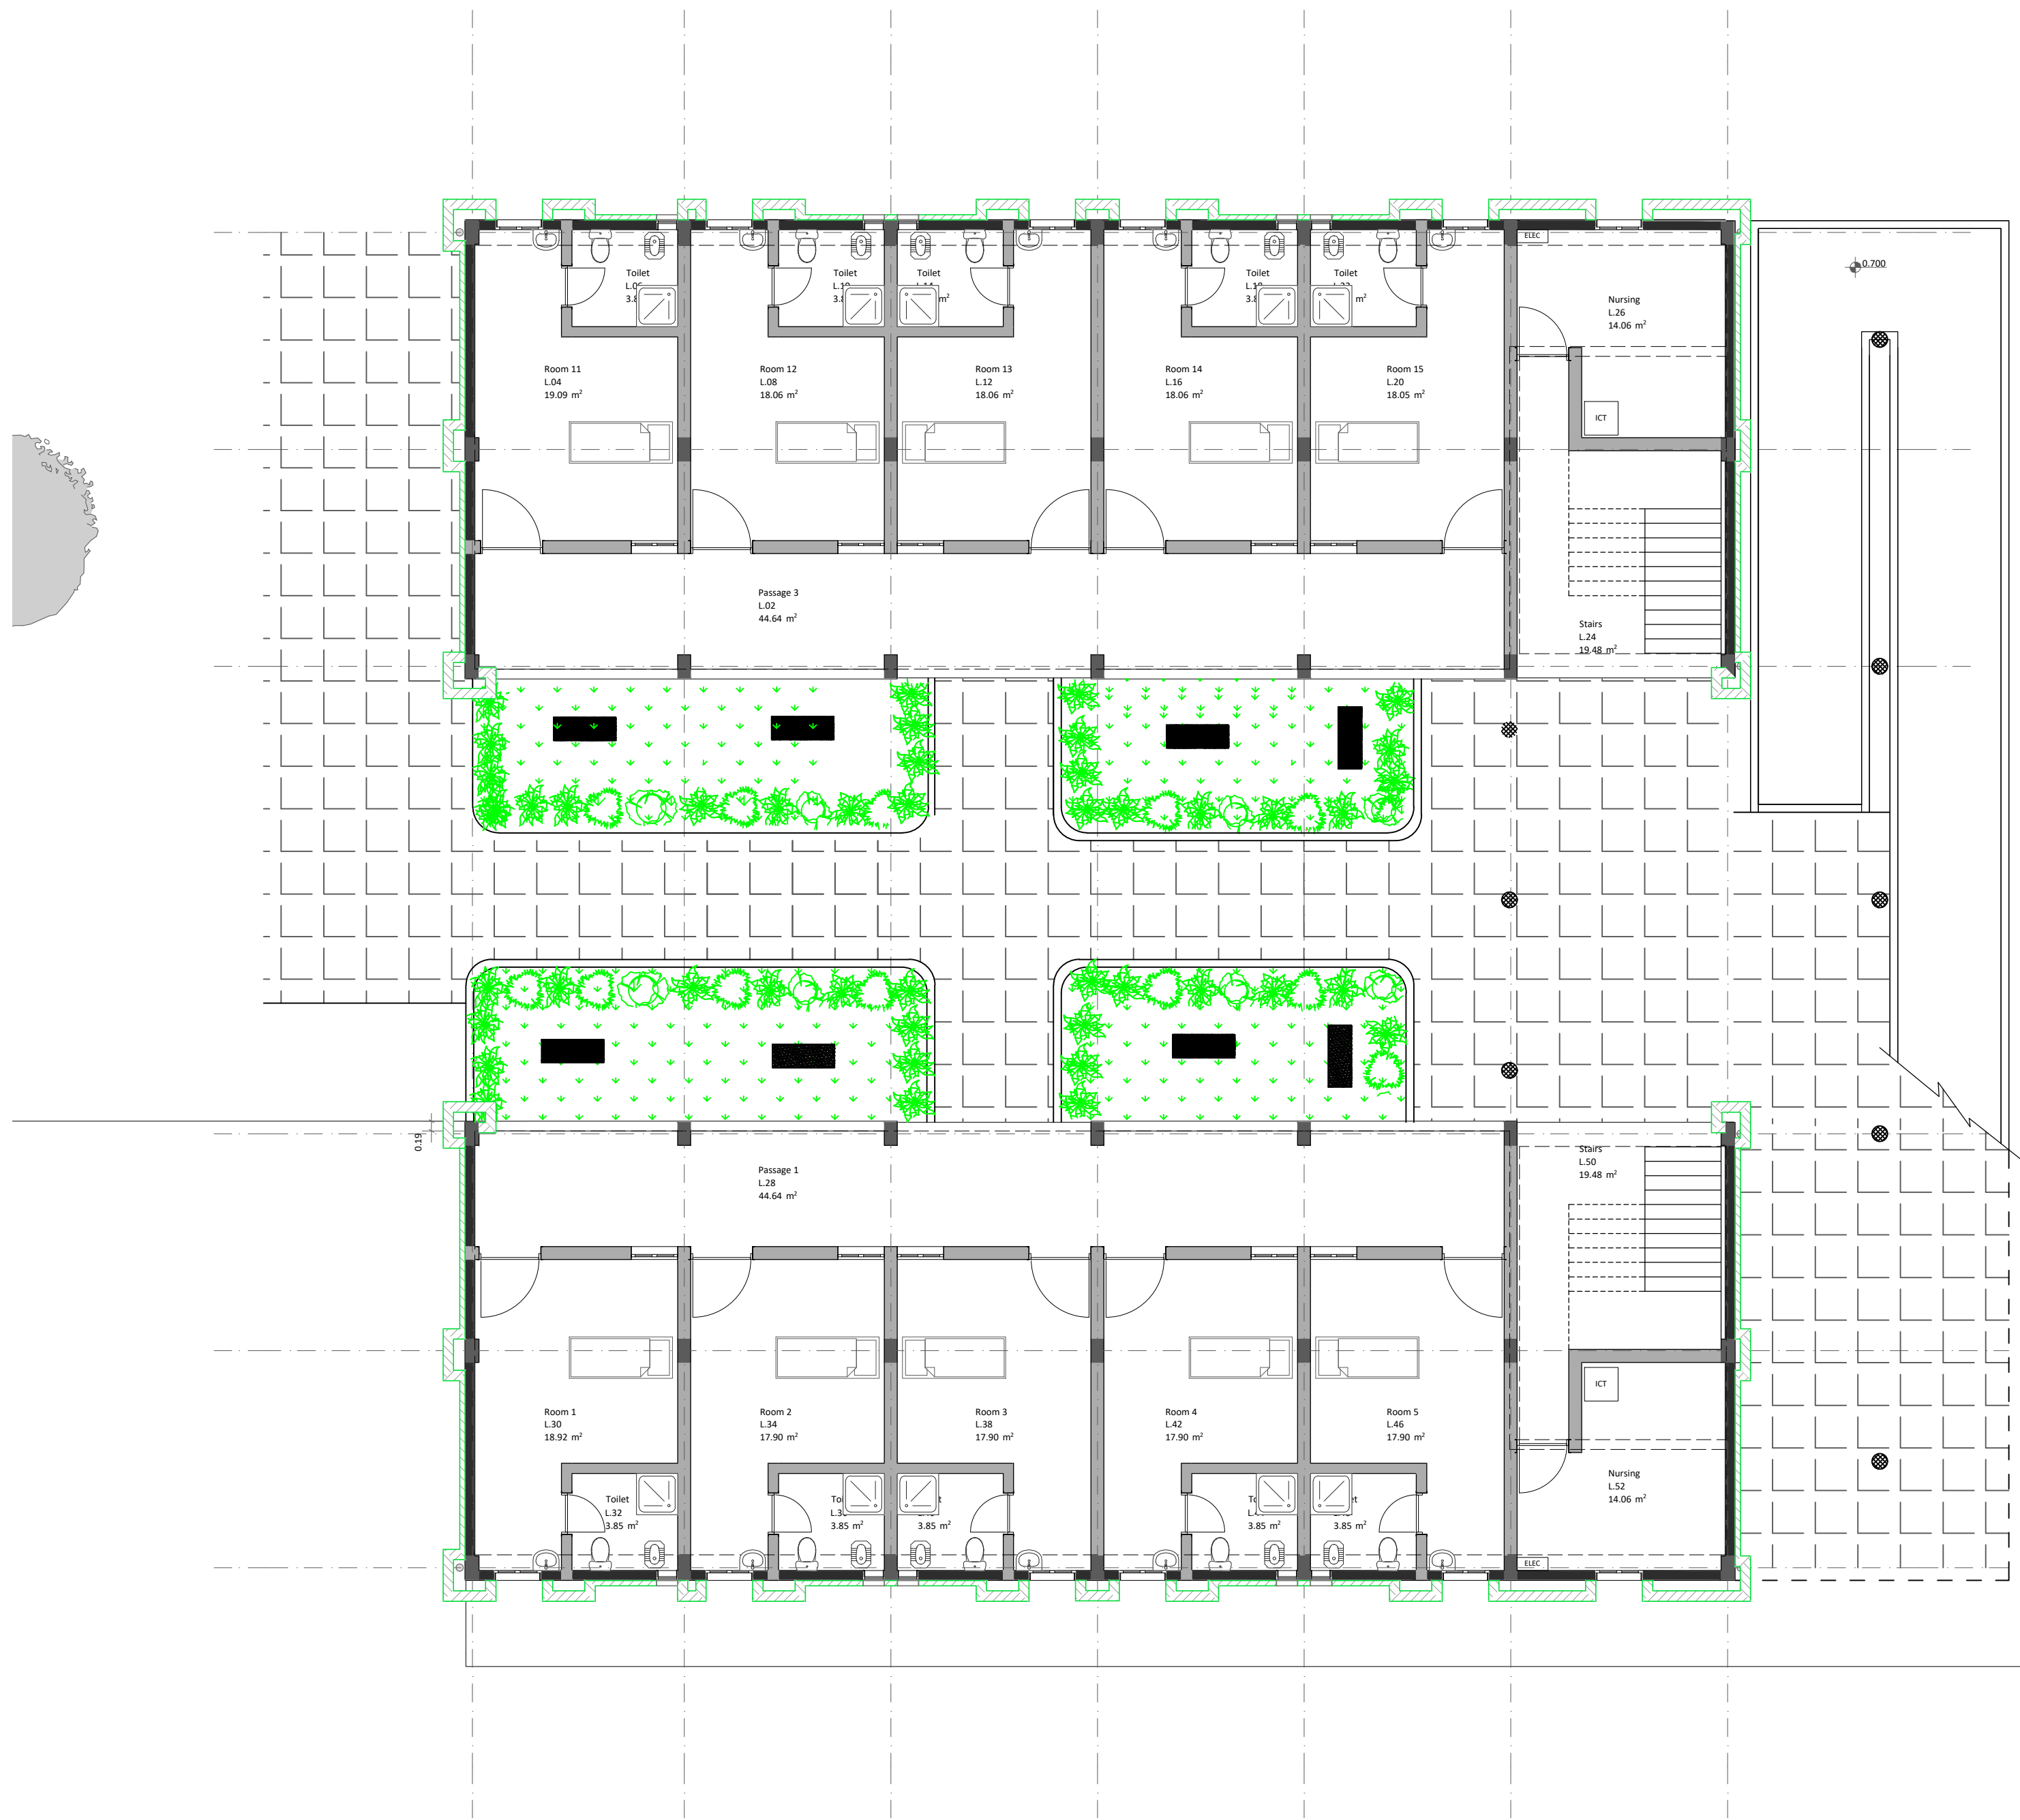 ELEC
0.700
Toilet
Toilet
Toilet
Toilet
Toilet
Nursing
L.26
14.06 m²
Room 11
L.04
19.09 m²
Room 12
L.08
18.06 m²
Room 13
L.12
18.06 m²
Room 14
L.16
18.06 m²
Room 15
L.20
18.05 m²
ICT
Passage 3
L.02
44.64 m²
Stairs
L.24
19.48 m²
0.19
Passage 1
L.28
44.64 m²
Stairs
L.50
19.48 m²
ICT
Room 1
L.30
18.92 m²
Room 2
L.34
17.90 m²
Room 3
L.38
17.90 m²
Room 4
L.42
17.90 m²
Room 5
L.46
17.90 m²
Nursing
L.52
14.06 m²
Toilet
L.32
3.85 m²
3.85 m²
3.85 m²
3.85 m²
3.85 m²
ELEC